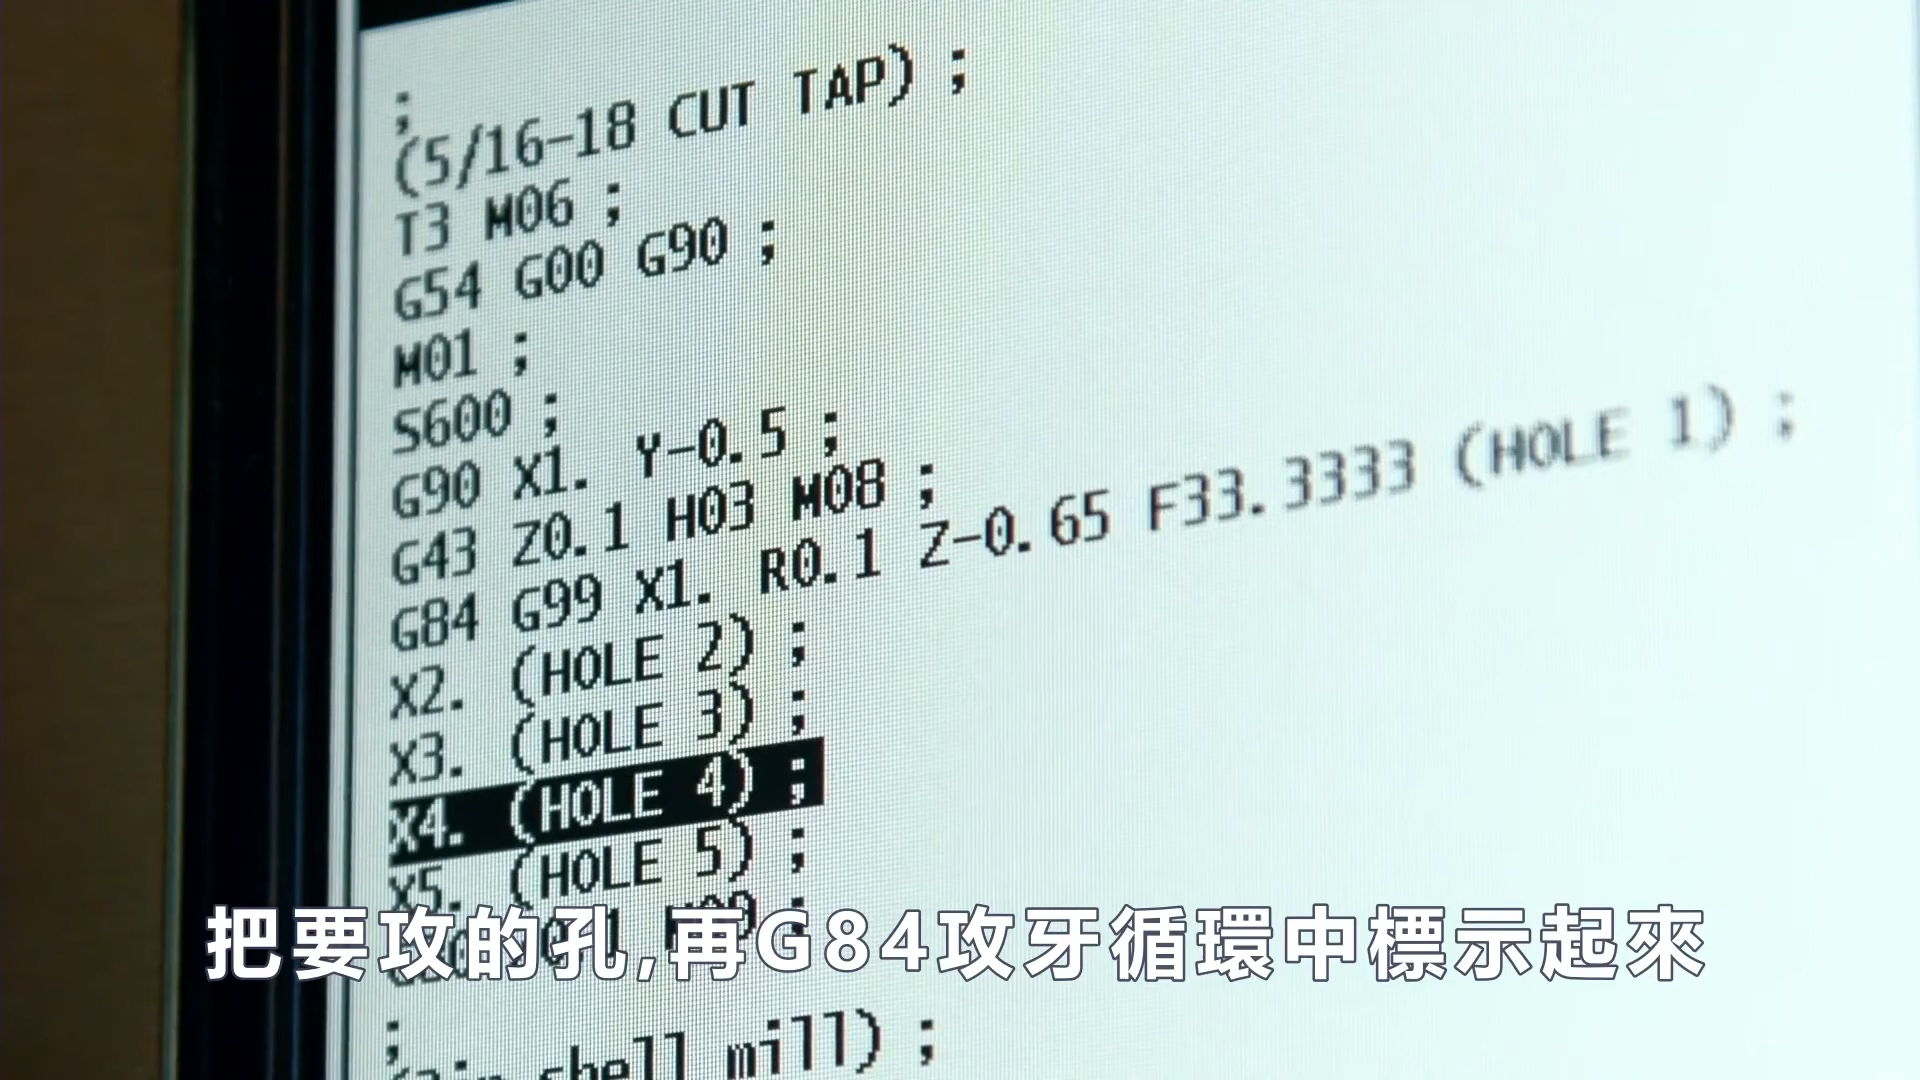 ;
(5/16-18 CUT TAP) ;
T3 M06 ;
G54 G00 G90 ;
M01 ;
S600 ;
G90 X1. Y-0.5 ;
G43 Z0.1 H03 M08 ;
G84 G99 X1. R0.1 Z-0.65 F33.3333 (HOLE 1) ;
X2. (HOLE 2) ;
X3. (HOLE 3) ;
X4. (HOLE 4) ;
X5. (HOLE 5) ;
把要攻的孔,再G84攻牙循環中標示起來
;
shell mill) ;